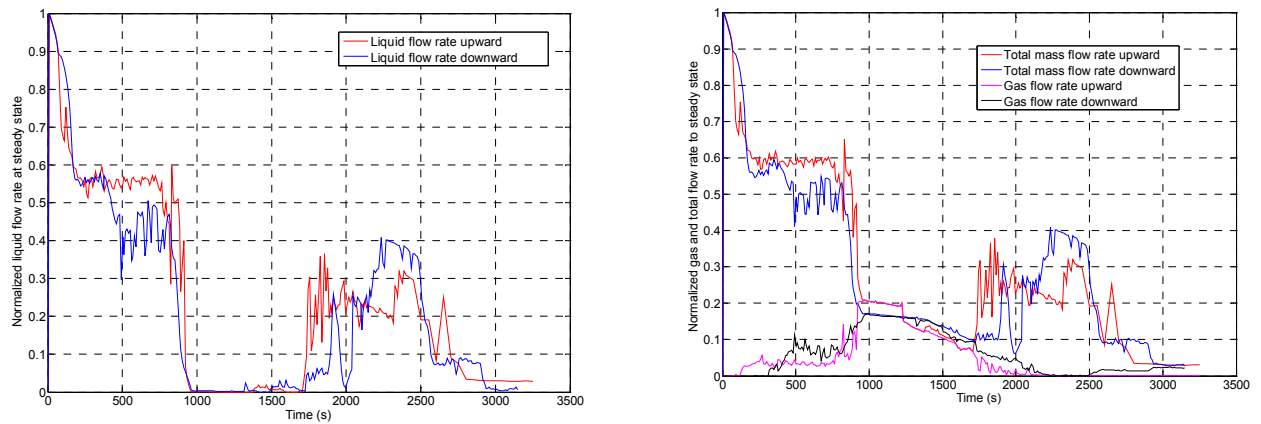 1
0.9
0.8
0.7
0.6
0.5
0.4
0.3
0.2
0.1
0
0 500 1000 1500 2000 2500 3000 3500
Time (s)
Normalized liquid flow rate at steady state
Liquid flow rate upward
Liquid flow rate downward
1
0.9
0.8
0.7
0.6
0.5
0.4
0.3
0.2
0.1
0
0 500 1000 1500 2000 2500 3000 3500
Time (s)
Normalized gas and total flow rate to steady state
Total mass flow rate upward
Total mass flow rate downward
Gas flow rate upward
Gas flow rate downward